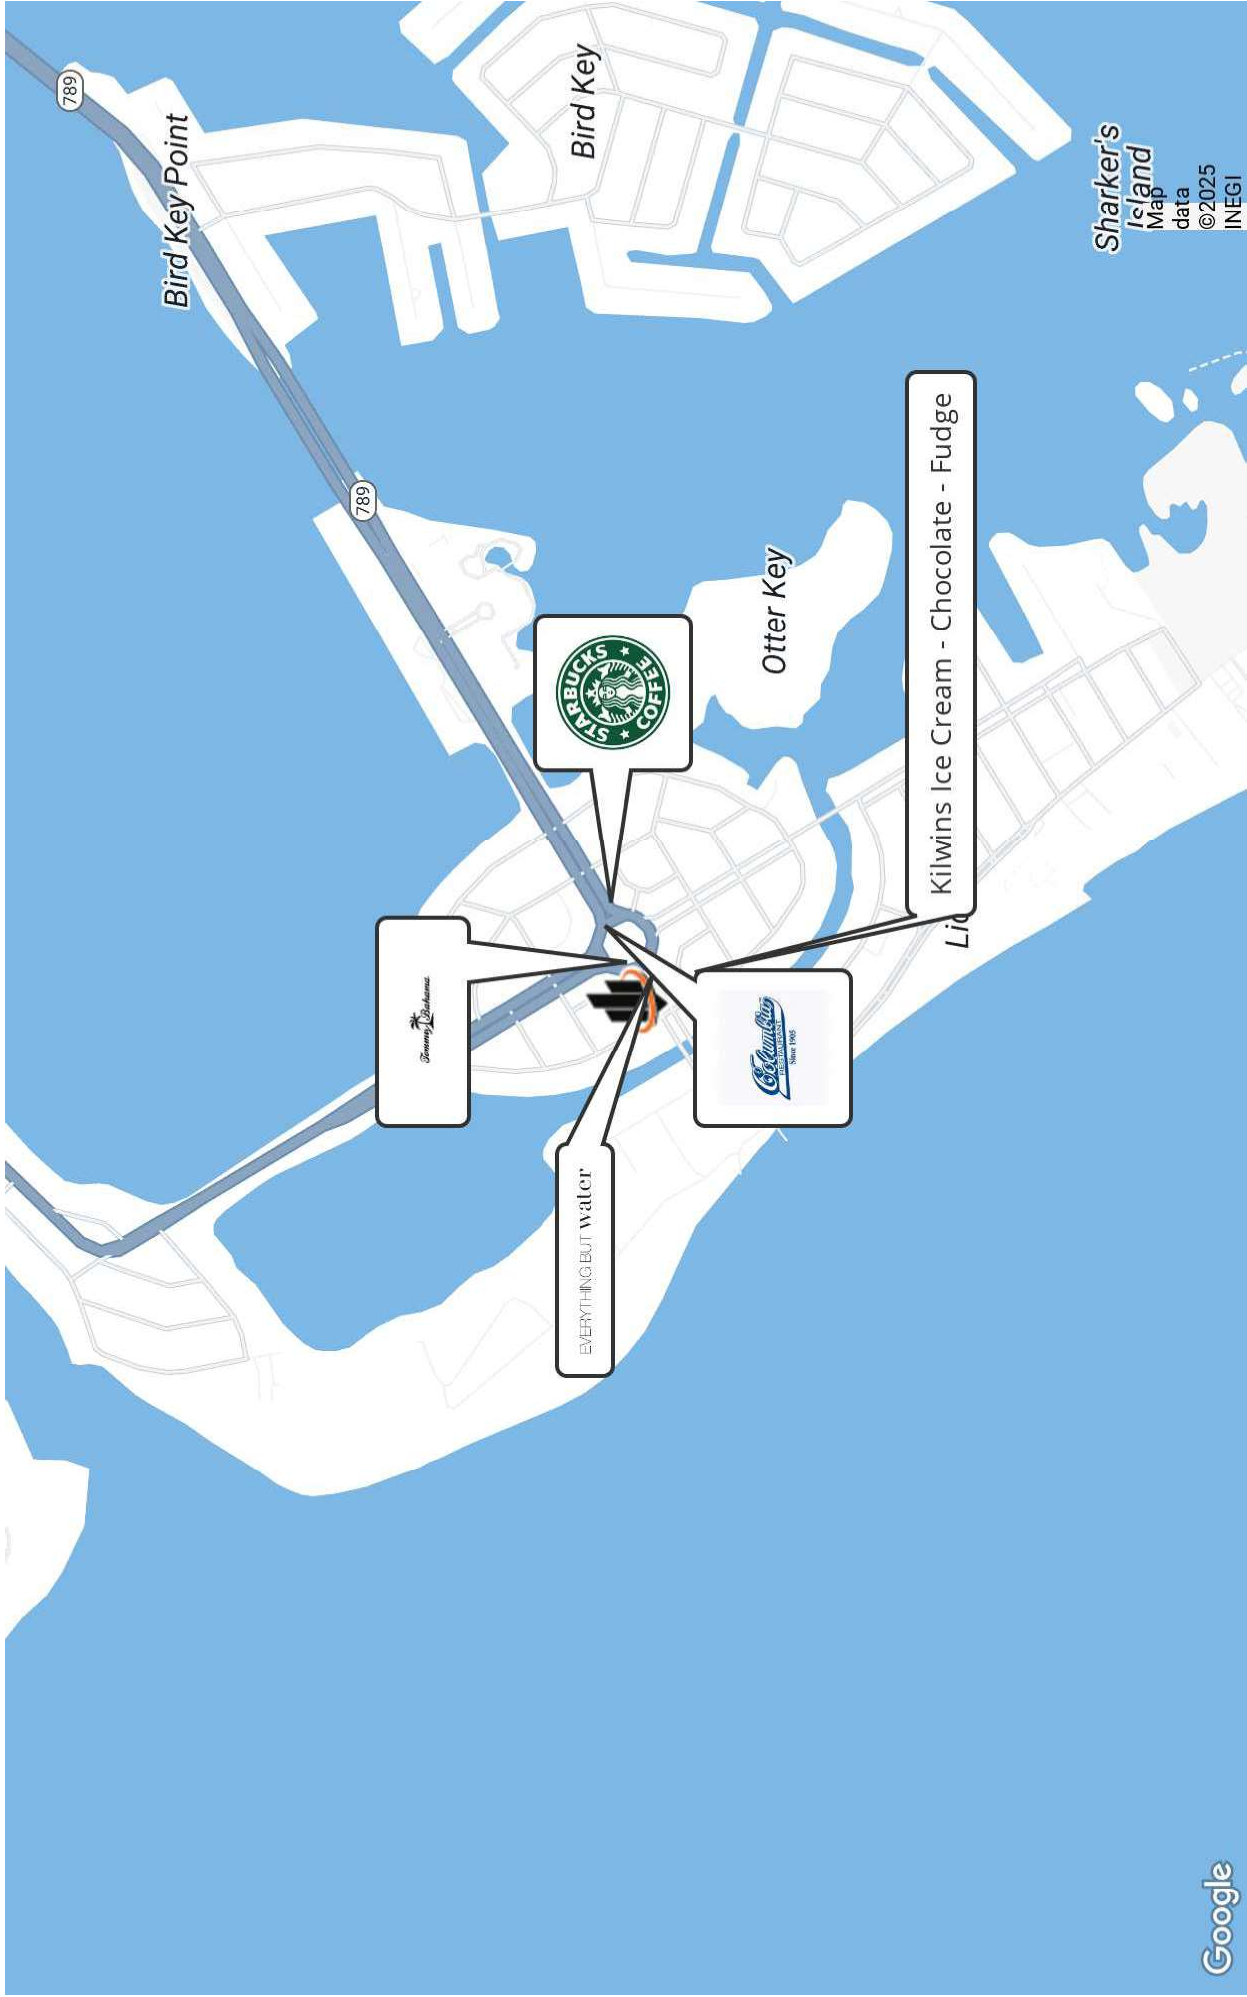 789
Bird Key Point
789
Tommy Bahama
Bird Key
EVERYTHING BUT water
STARBUCKS
COFFEE
Otter Key
Columbia
RESTAURANT
Since 1905
Kilwins Ice Cream - Chocolate - Fudge
Sharker's
Island
Google
Map
data
©2025
INEGI